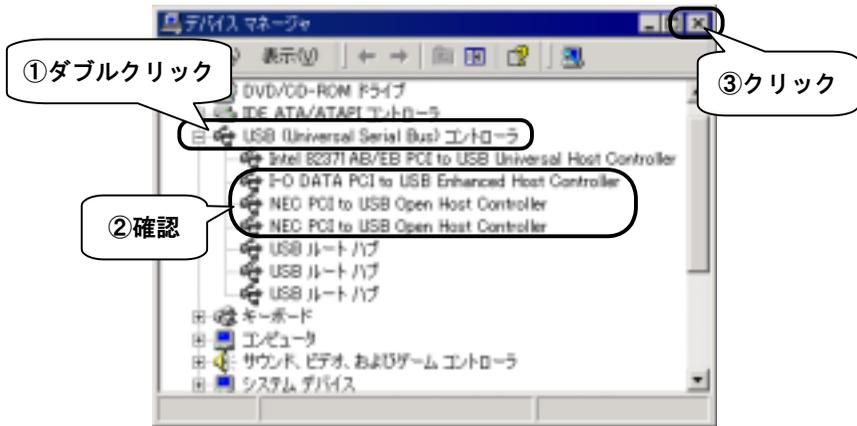 デバイス マネージャ
表示(V)
①ダブルクリック
③クリック
DVD/CD-ROM ドライブ
IDE ATA/ATAPI コントローラ
USB (Universal Serial Bus) コントローラ
Intel 82371AB/EB PCI to USB Universal Host Controller
I-O DATA PCI to USB Enhanced Host Controller
NEC PCI to USB Open Host Controller
②確認
NEC PCI to USB Open Host Controller
USB ルート ハブ
USB ルート ハブ
USB ルート ハブ
キーボード
コンピュータ
サウンド、ビデオ、およびゲーム コントローラ
システム デバイス